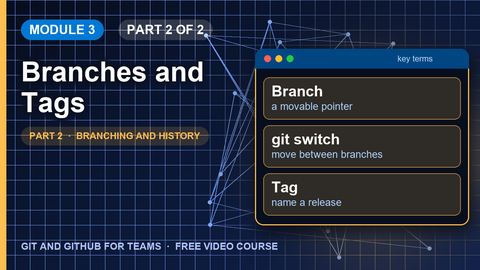 MODULE 3
PART 2 OF 2
Branches and
Tags
PART 2 · BRANCHING AND HISTORY
key terms
Branch
a movable pointer
git switch
move between branches
Tag
name a release
GIT AND GITHUB FOR TEAMS · FREE VIDEO COURSE